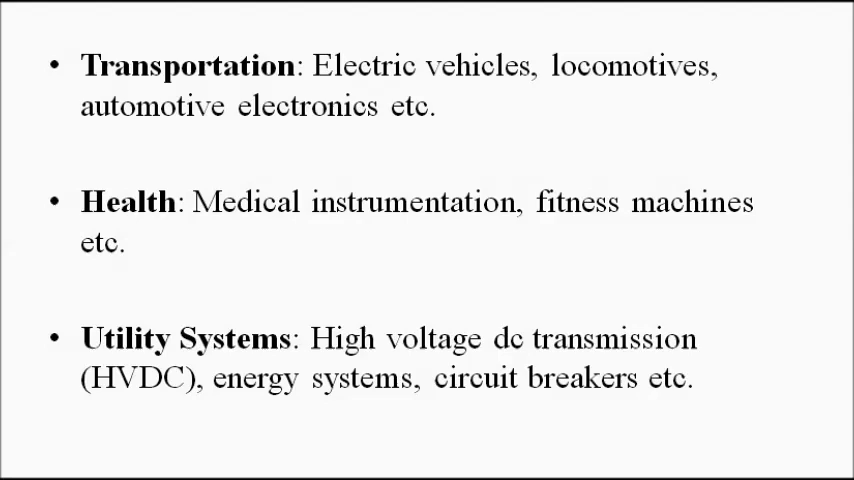 • Transportation: Electric vehicles, locomotives,
automotive electronics etc.
• Health: Medical instrumentation, fitness machines
etc.
• Utility Systems: High voltage dc transmission
(HVDC), energy systems, circuit breakers etc.